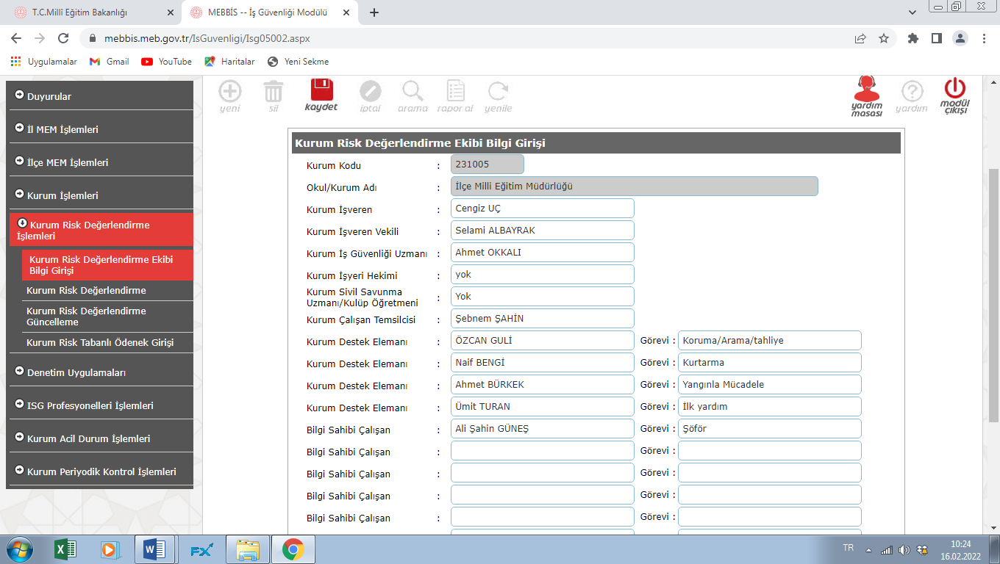 T.C.Millî Eğitim Bakanlığı
MEBBİS -- İş Güvenliği Modülü
mebbis.meb.gov.tr/IsGuvenligi/Isg05002.aspx
Uygulamalar
Gmail
YouTube
Haritalar
Yeni Sekme
yeni
sil
kaydet
iptal
arama
rapor al
yenile
yardım masası
yardım
modül çıkışı
Duyurular
İl MEM İşlemleri
İlçe MEM İşlemleri
Kurum İşlemleri
Kurum Risk Değerlendirme
İşlemleri
Kurum Risk Değerlendirme Ekibi
Bilgi Girişi
Kurum Risk Değerlendirme
Kurum Risk Değerlendirme
Güncelleme
Kurum Risk Tabanlı Ödenek Girişi
Denetim Uygulamaları
ISG Profesyonelleri İşlemleri
Kurum Acil Durum İşlemleri
Kurum Periyodik Kontrol İşlemleri
Kurum Risk Değerlendirme Ekibi Bilgi Girişi
Kurum Kodu : 231005
Okul/Kurum Adı : İlçe Milli Eğitim Müdürlüğü
Kurum İşveren : Cengiz UÇ
Kurum İşveren Vekili : Selami ALBAYRAK
Kurum İş Güvenliği Uzmanı : Ahmet OKKALI
Kurum İşyeri Hekimi : yok
Kurum Sivil Savunma
Uzmanı/Kulüp Öğretmeni : Yok
Kurum Çalışan Temsilcisi : Şebnem ŞAHİN
Kurum Destek Elemanı : ÖZCAN GULİ Görevi : Koruma/Arama/tahliye
Kurum Destek Elemanı : Naif BENGİ Görevi : Kurtarma
Kurum Destek Elemanı : Ahmet BÜRKEK Görevi : Yangınla Mücadele
Kurum Destek Elemanı : Ümit TURAN Görevi : İlk yardım
Bilgi Sahibi Çalışan : Ali Şahin GÜNEŞ Görevi : Şöför
Bilgi Sahibi Çalışan : Görevi :
Bilgi Sahibi Çalışan : Görevi :
Bilgi Sahibi Çalışan : Görevi :
Bilgi Sahibi Çalışan : Görevi :
FX
TR
10:24
16.02.2022